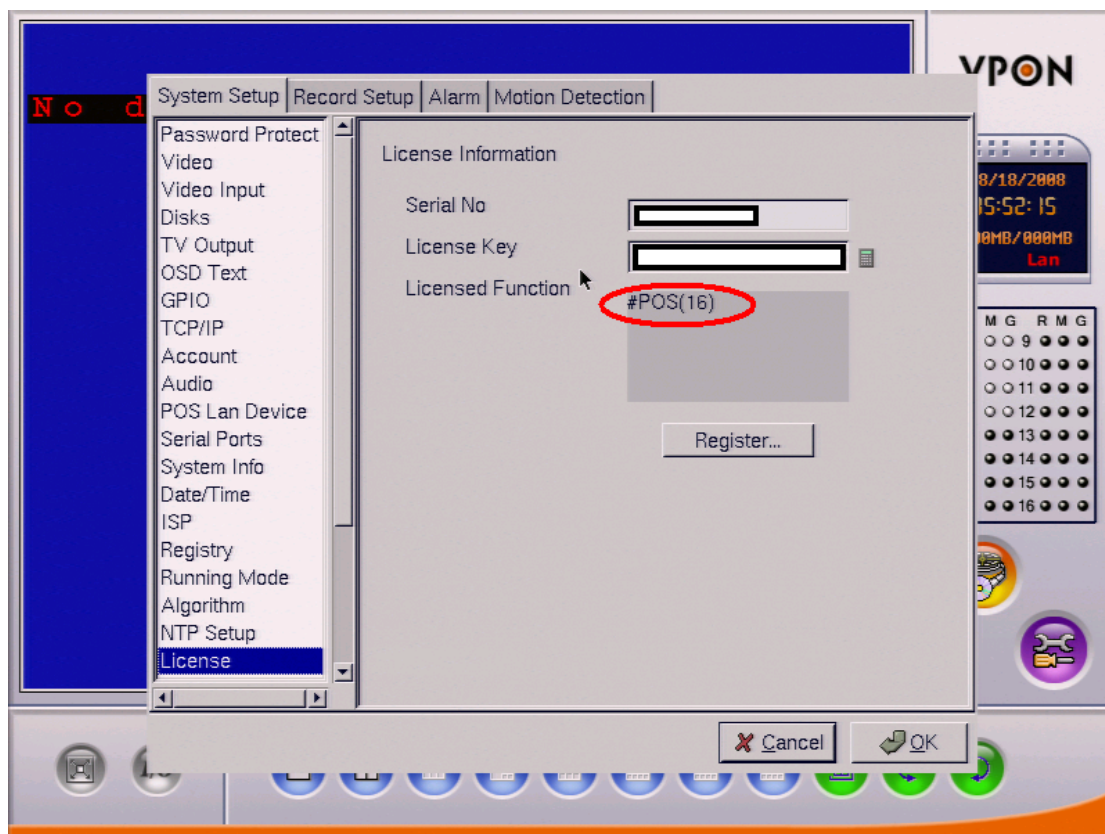 VPON
No d
System Setup Record Setup Alarm Motion Detection
Password Protect
Video
Video Input
Disks
TV Output
OSD Text
GPIO
TCP/IP
Account
Audio
POS Lan Device
Serial Ports
System Info
Date/Time
ISP
Registry
Running Mode
Algorithm
NTP Setup
License
License Information
Serial No
License Key
Licensed Function
#POS(16)
Register...
Cancel
OK
8/18/2008
15:52:15
00MB/000MB
Lan
M G R M G
9
10
11
12
13
14
15
16